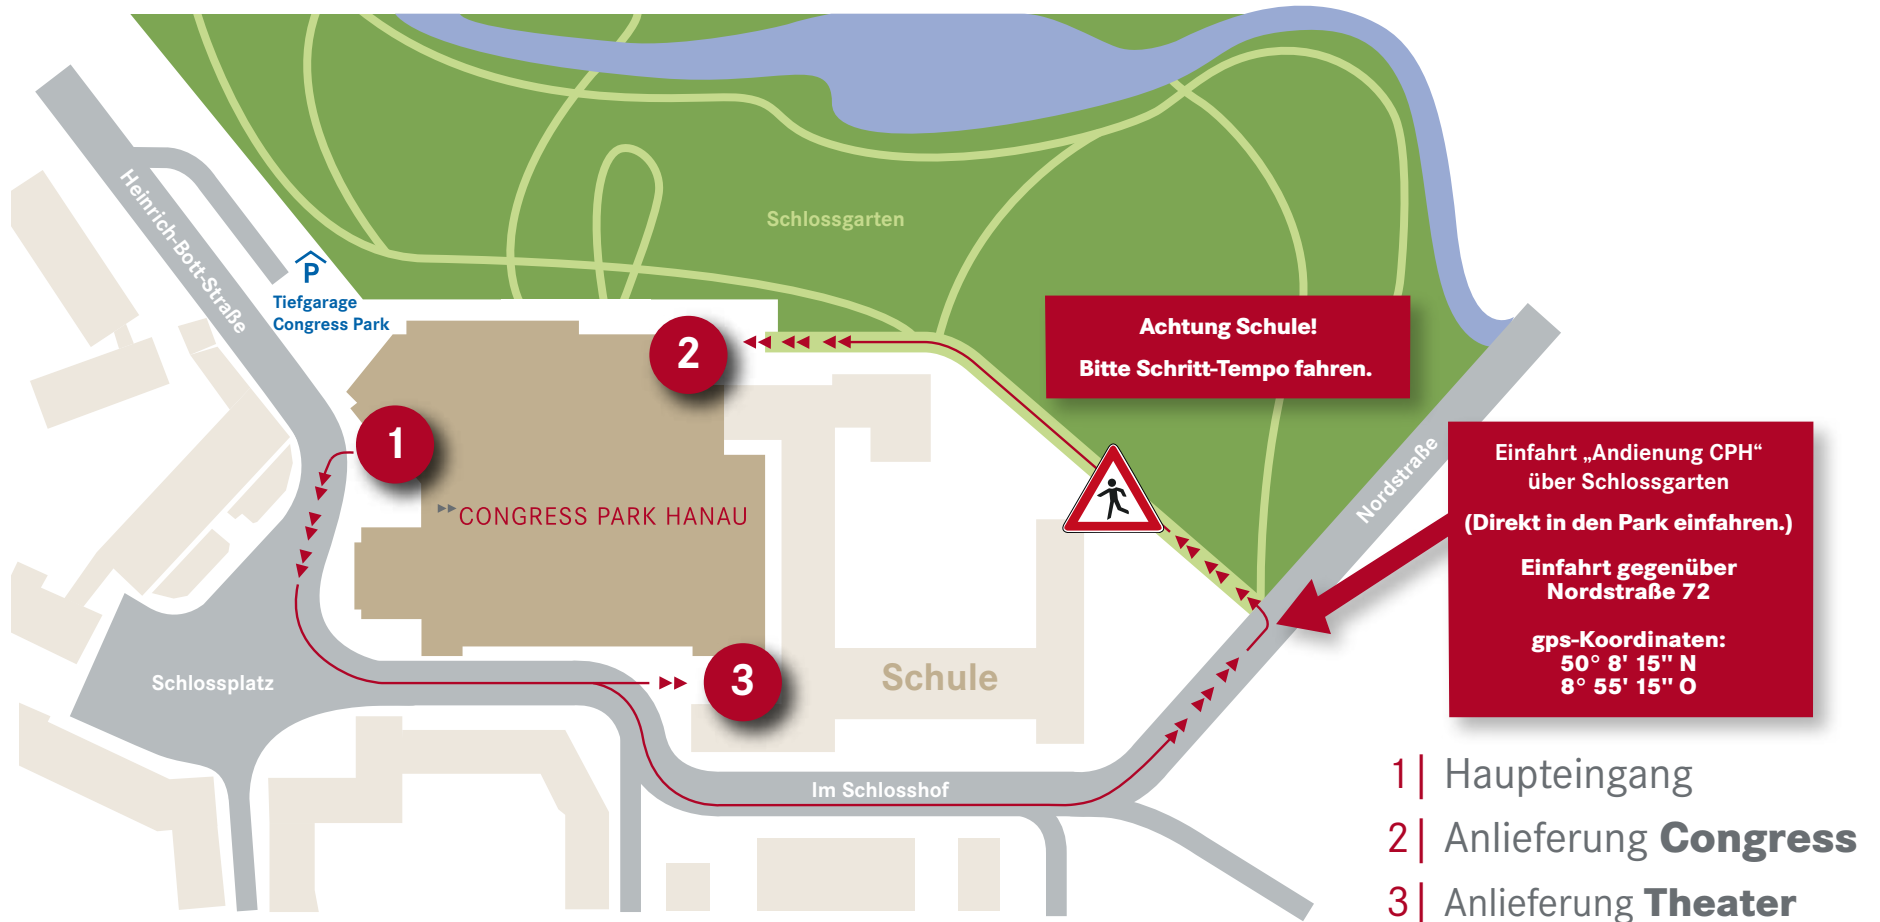 Heinrich-Bott-Straße
P
Tiefgarage
Congress Park
Schlossgarten
Achtung Schule!
Bitte Schritt-Tempo fahren.
2
1
CONGRESS PARK HANAU
Nordstraße
Einfahrt „Andienung CPH“
über Schlossgarten
(Direkt in den Park einfahren.)
Einfahrt gegenüber
Nordstraße 72
gps-Koordinaten:
50° 8' 15" N
8° 55' 15" O
Schlossplatz
3
Schule
Im Schlosshof
1| Haupteingang
2| Anlieferung Congress
3| Anlieferung Theater